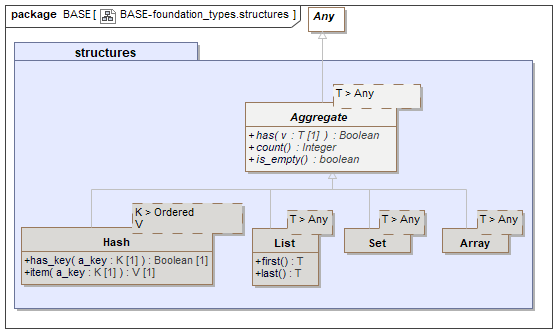 package BASE [ BASE-foundation_types.structures ]
Any
structures
T > Any
Aggregate
+has( v : T [1] ) : Boolean
+count() : Integer
+is_empty() : boolean
K > Ordered
V
Hash
+has_key( a_key : K [1] ) : Boolean [1]
+item( a_key : K [1] ) : V [1]
T > Any
List
+first() : T
+last() : T
T > Any
Set
T > Any
Array